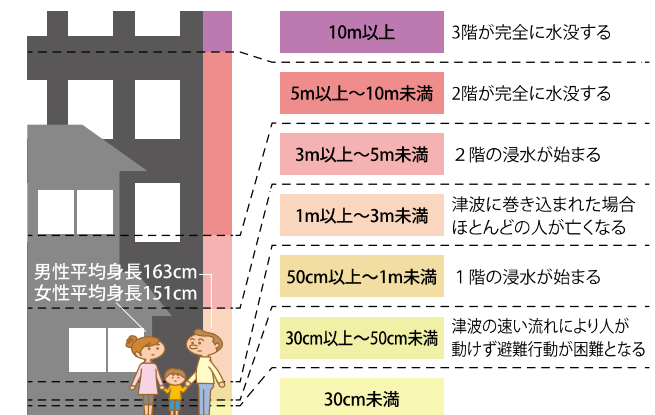 10m以上
3階が完全に水没する
5m以上～10m未満
2階が完全に水没する
3m以上～5m未満
２階の浸水が始まる
1m以上～3m未満
津波に巻き込まれた場合
ほとんどの人が亡くなる
50cm以上～1m未満
１階の浸水が始まる
30cm以上～50cm未満
津波の速い流れにより人が
動けず避難行動が困難となる
30cm未満
男性平均身長163cm
女性平均身長151cm